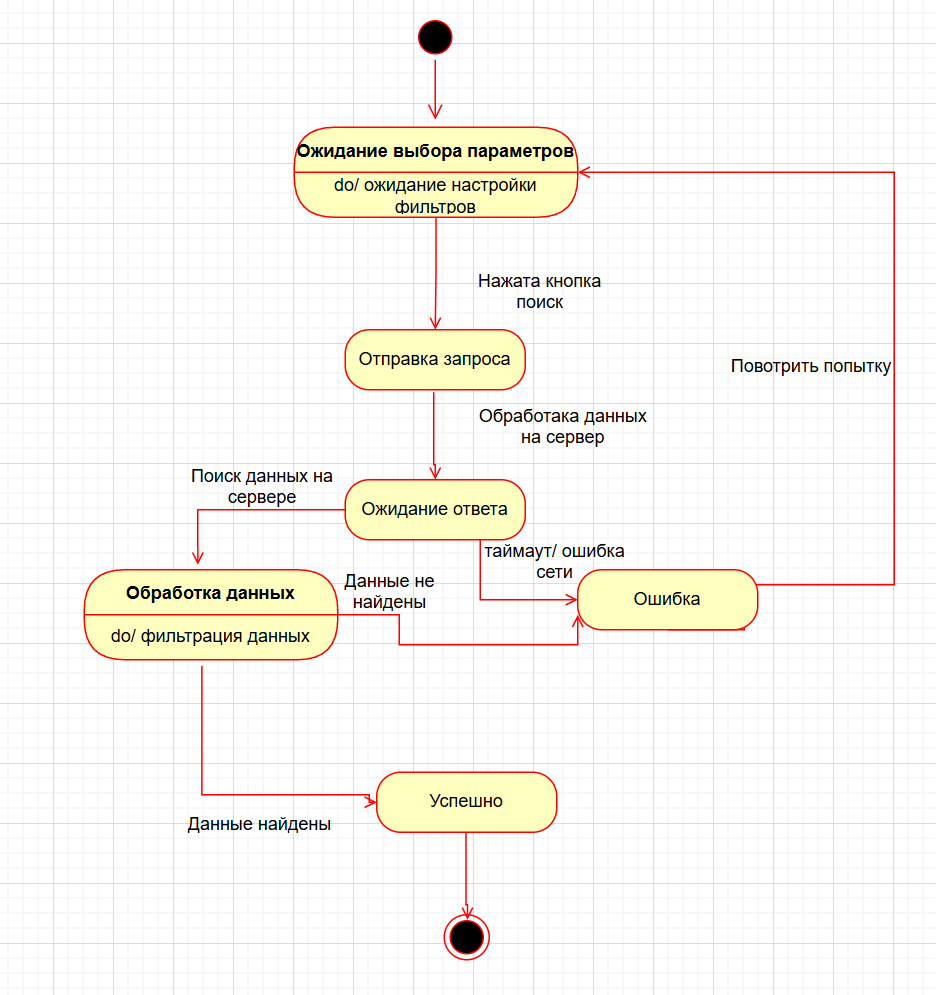 Ожидание выбора параметров
do/ ожидание настройки
фильтров
Нажата кнопка
поиск
Отправка запроса
Повотрить попытку
Обработака данных
на сервер
Поиск данных на
сервере
Ожидание ответа
таймаут/ ошибка
сети
Данные не
найдены
Обработка данных
do/ фильтрация данных
Ошибка
Успешно
Данные найдены